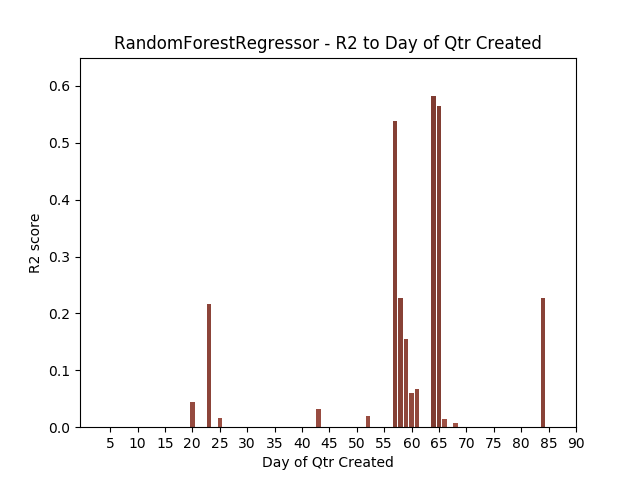 RandomForestRegressor - R2 to Day of Qtr Created
0.6
0.5
0.4
0.3
0.2
0.1
0.0
R2 score
5 10 15 20 25 30 35 40 45 50 55 60 65 70 75 80 85 90
Day of Qtr Created